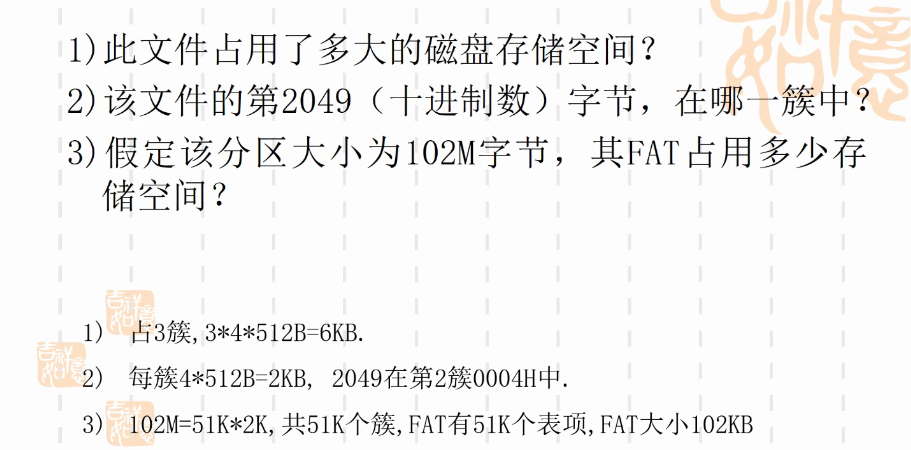 1)此文件占用了多大的磁盘存储空间？
2)该文件的第2049（十进制数）字节，在哪一簇中？
3)假定该分区大小为102M字节，其FAT占用多少存
储空间？
1) 占3簇,3*4*512B=6KB.
2) 每簇4*512B=2KB, 2049在第2簇0004H中.
3) 102M=51K*2K,共51K个簇,FAT有51K个表项,FAT大小102KB